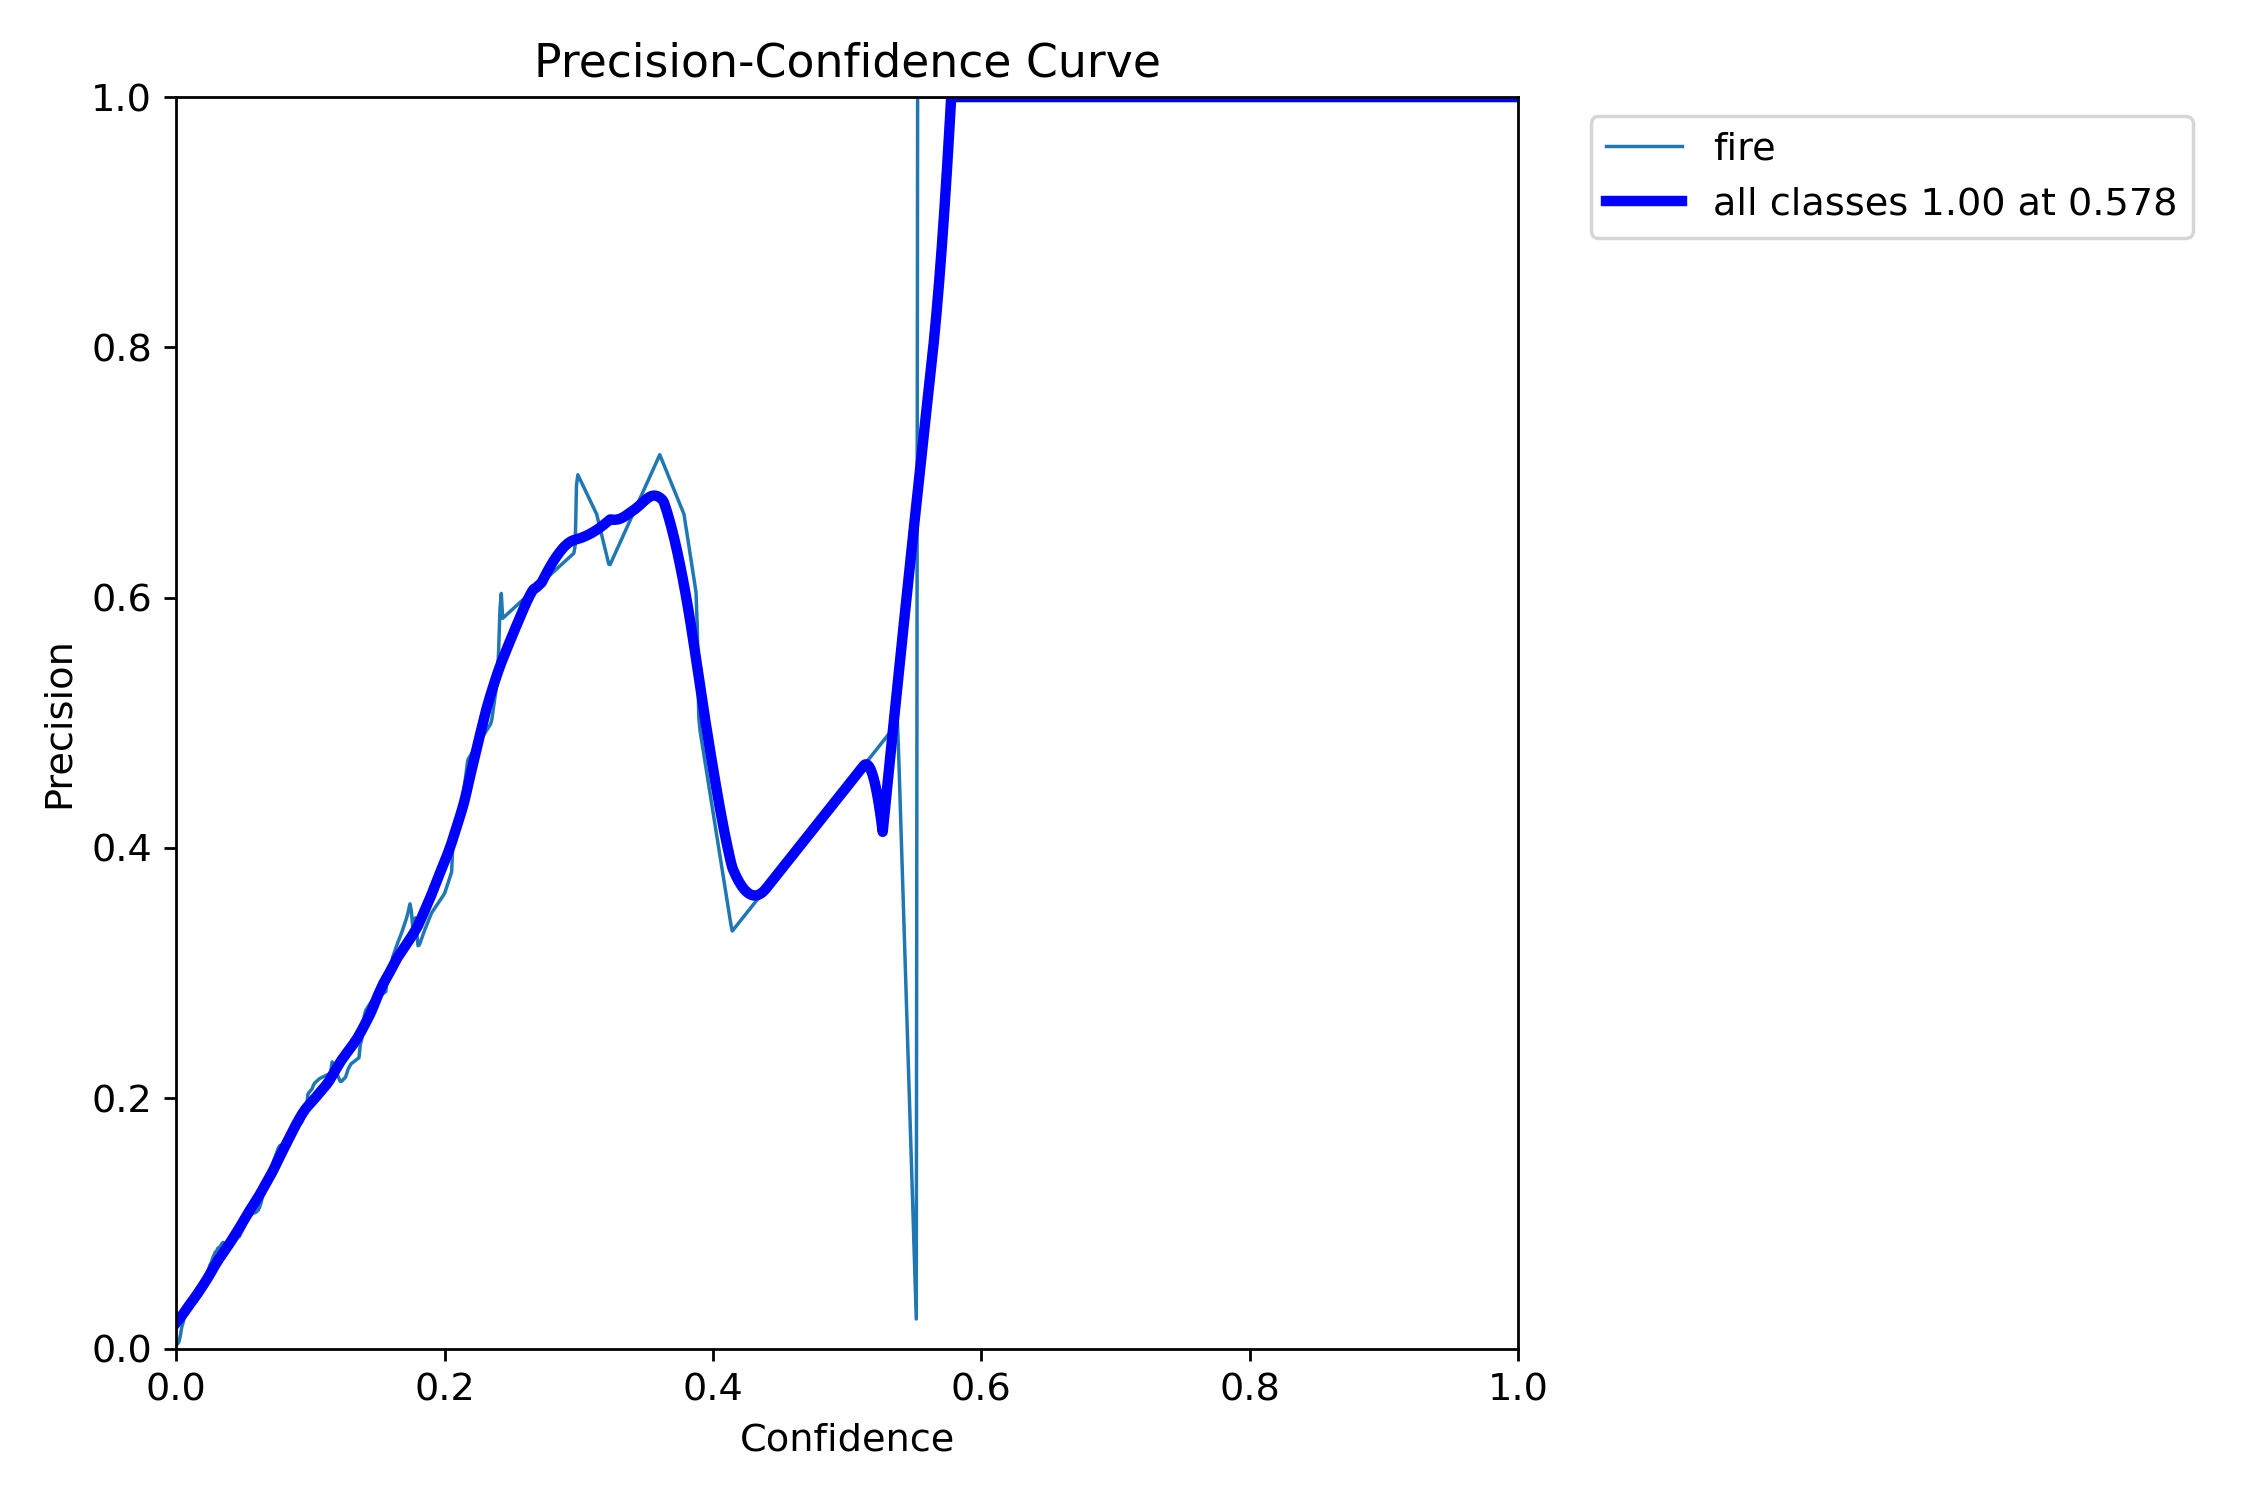 Precision-Confidence Curve
1.0
0.8
0.6
0.4
0.2
0.0
Precision
0.0 0.2 0.4 0.6 0.8 1.0
Confidence
fire
all classes 1.00 at 0.578